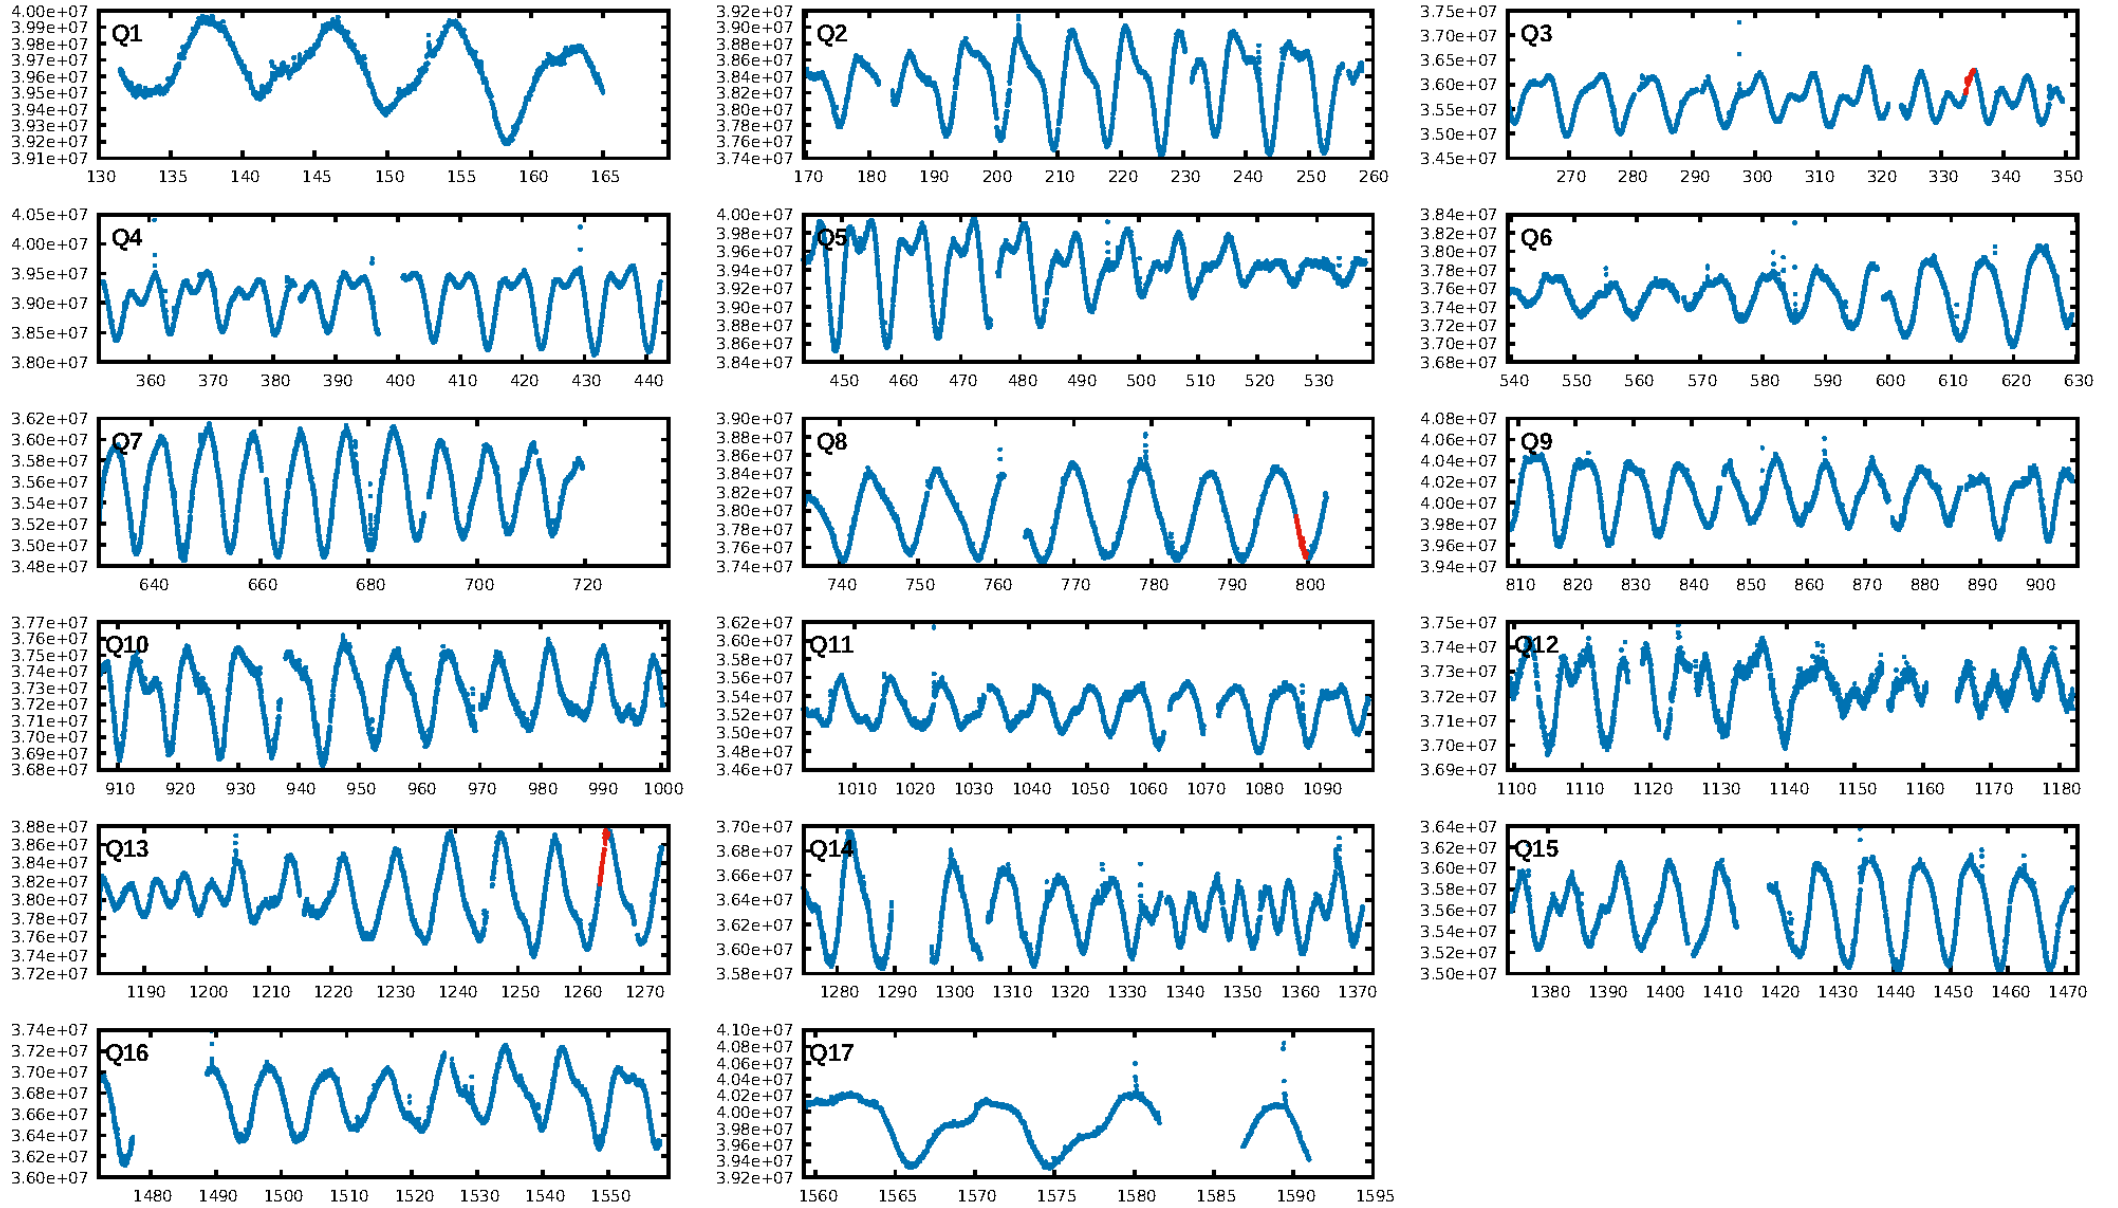 4.00e+07 3.99e+07 3.98e+07 3.97e+07 3.96e+07 3.95e+07 3.94e+07 3.93e+07 3.92e+07 3.91e+07
Q1
130 135 140 145 150 155 160 165
3.92e+07 3.90e+07 3.88e+07 3.86e+07 3.84e+07 3.82e+07 3.80e+07 3.78e+07 3.76e+07 3.74e+07
Q2
170 180 190 200 210 220 230 240 250 260
3.75e+07 3.70e+07 3.65e+07 3.60e+07 3.55e+07 3.50e+07 3.45e+07
Q3
270 280 290 300 310 320 330 340 350
4.05e+07 4.00e+07 3.95e+07 3.90e+07 3.85e+07 3.80e+07
Q4
360 370 380 390 400 410 420 430 440
4.00e+07 3.98e+07 3.96e+07 3.94e+07 3.92e+07 3.90e+07 3.88e+07 3.86e+07 3.84e+07
Q5
450 460 470 480 490 500 510 520 530
3.84e+07 3.82e+07 3.80e+07 3.78e+07 3.76e+07 3.74e+07 3.72e+07 3.70e+07 3.68e+07
Q6
540 550 560 570 580 590 600 610 620 630
3.62e+07 3.60e+07 3.58e+07 3.56e+07 3.54e+07 3.52e+07 3.50e+07 3.48e+07
Q7
640 660 680 700 720
3.90e+07 3.88e+07 3.86e+07 3.84e+07 3.82e+07 3.80e+07 3.78e+07 3.76e+07 3.74e+07
Q8
740 750 760 770 780 790 800
4.08e+07 4.06e+07 4.04e+07 4.02e+07 4.00e+07 3.98e+07 3.96e+07 3.94e+07
Q9
810 820 830 840 850 860 870 880 890 900
3.77e+07 3.76e+07 3.75e+07 3.74e+07 3.73e+07 3.72e+07 3.71e+07 3.70e+07 3.69e+07 3.68e+07
Q10
910 920 930 940 950 960 970 980 990 1000
3.62e+07 3.60e+07 3.58e+07 3.56e+07 3.54e+07 3.52e+07 3.50e+07 3.48e+07 3.46e+07
Q11
1010 1020 1030 1040 1050 1060 1070 1080 1090
3.75e+07 3.74e+07 3.73e+07 3.72e+07 3.71e+07 3.70e+07 3.69e+07
Q12
1100 1110 1120 1130 1140 1150 1160 1170 1180
3.88e+07 3.86e+07 3.84e+07 3.82e+07 3.80e+07 3.78e+07 3.76e+07 3.74e+07 3.72e+07
Q13
1190 1200 1210 1220 1230 1240 1250 1260 1270
3.70e+07 3.68e+07 3.66e+07 3.64e+07 3.62e+07 3.60e+07 3.58e+07
Q14
1280 1290 1300 1310 1320 1330 1340 1350 1360 1370
3.64e+07 3.62e+07 3.60e+07 3.58e+07 3.56e+07 3.54e+07 3.52e+07 3.50e+07
Q15
1380 1390 1400 1410 1420 1430 1440 1450 1460 1470
3.74e+07 3.72e+07 3.70e+07 3.68e+07 3.66e+07 3.64e+07 3.62e+07 3.60e+07
Q16
1480 1490 1500 1510 1520 1530 1540 1550
4.10e+07 4.08e+07 4.06e+07 4.04e+07 4.02e+07 4.00e+07 3.98e+07 3.96e+07 3.94e+07 3.92e+07
Q17
1560 1565 1570 1575 1580 1585 1590 1595